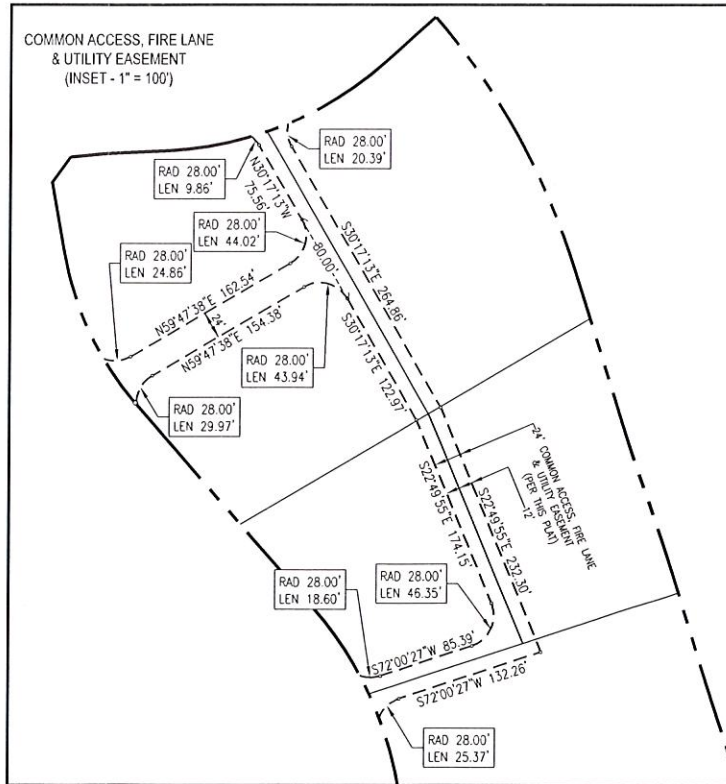 COMMON ACCESS, FIRE LANE
& UTILITY EASEMENT
(INSET - 1" = 100')
RAD 28.00'
LEN 20.39'
RAD 28.00'
LEN 9.86'
N30°17'13"W
75.56'
RAD 28.00'
LEN 44.02'
RAD 28.00'
LEN 24.86'
80.00'
S30°17'13"E 264.86'
N59°47'38"E 162.54'
24'
N59°47'38"E 154.38'
S30°17'13"E 122.97'
RAD 28.00'
LEN 43.94'
RAD 28.00'
LEN 29.97'
24' COMMON ACCESS, FIRE LANE
& UTILITY EASEMENT
(PER THIS PLAT)
12'
S22°49'55"E 174.15'
S22°49'55"E 232.30'
RAD 28.00'
LEN 18.60'
RAD 28.00'
LEN 46.35'
S72°00'27"W 85.39'
S72°00'27"W 132.26'
RAD 28.00'
LEN 25.37'